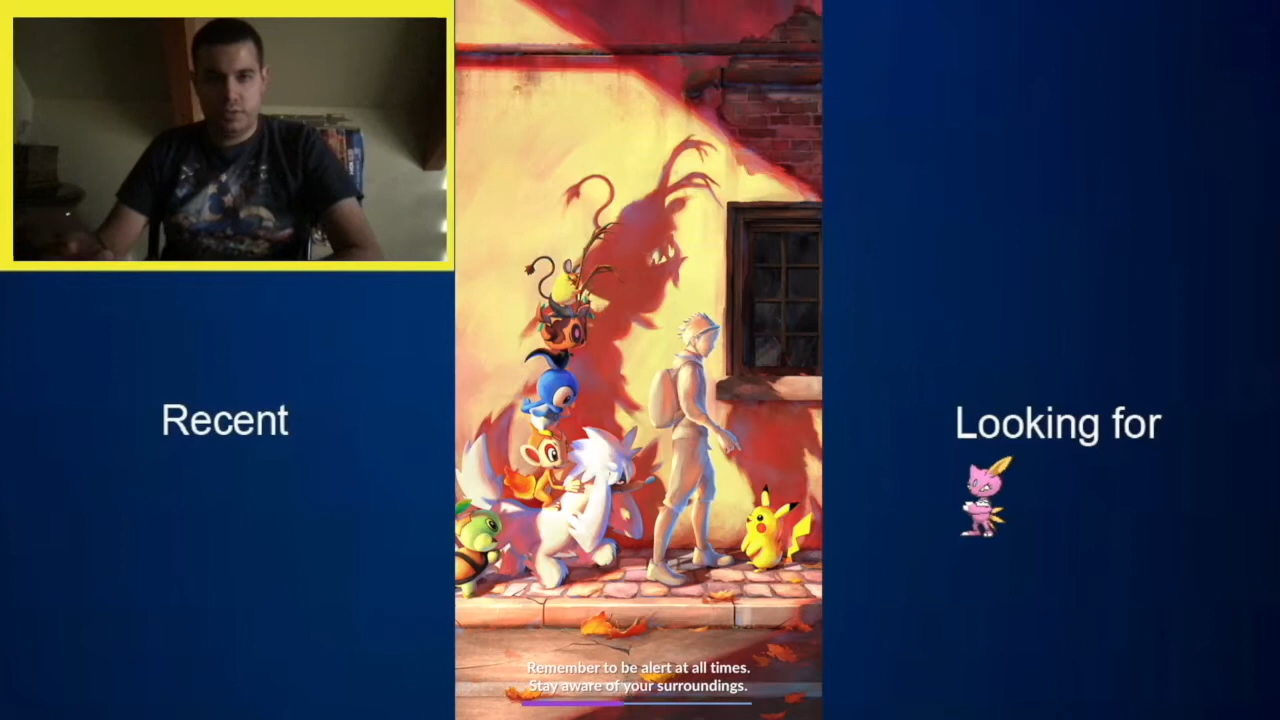 Recent
Looking for
Remember to be alert at all times.
Stay aware of your surroundings.